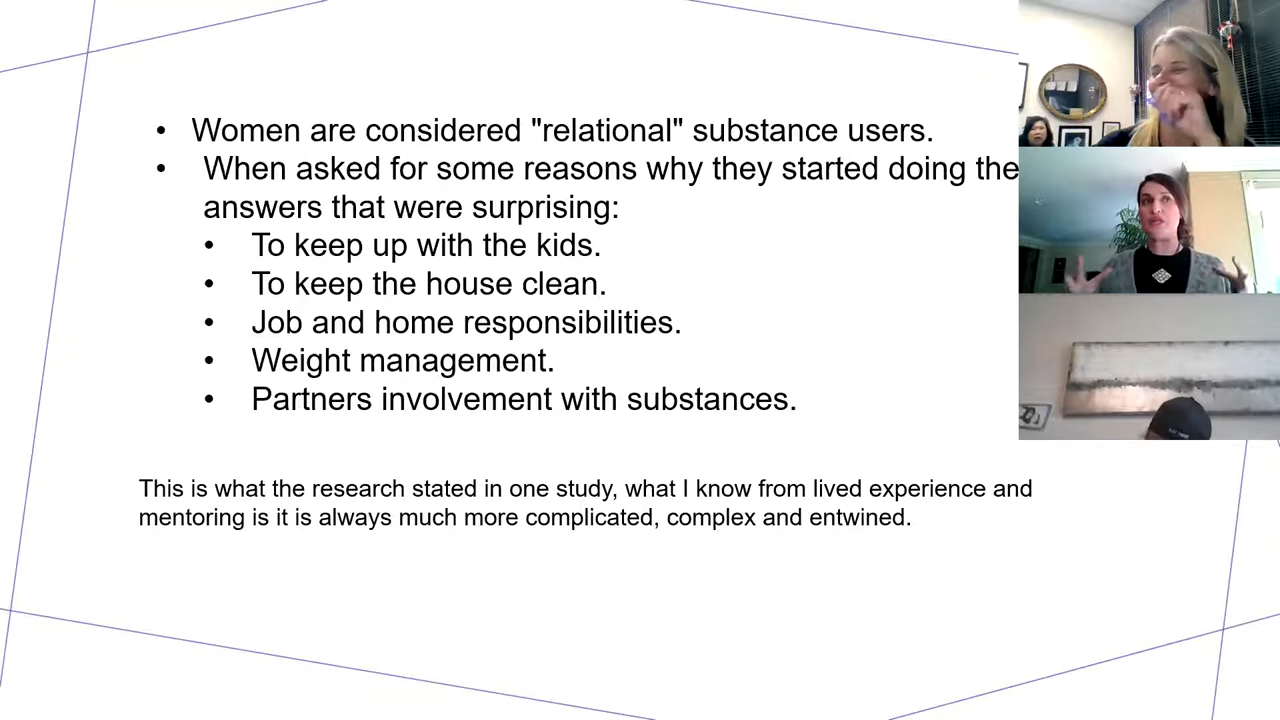 • Women are considered "relational" substance users.
• When asked for some reasons why they started doing the
answers that were surprising:
• To keep up with the kids.
• To keep the house clean.
• Job and home responsibilities.
• Weight management.
• Partners involvement with substances.
This is what the research stated in one study, what I know from lived experience and
mentoring is it is always much more complicated, complex and entwined.